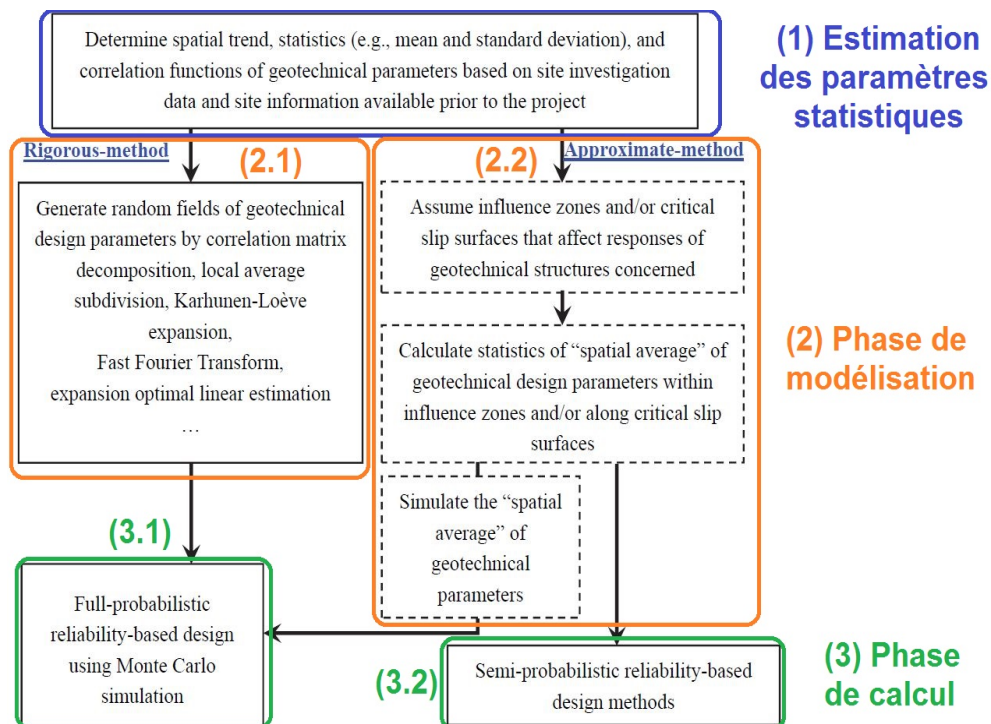 Determine spatial trend, statistics (e.g., mean and standard deviation), and
correlation functions of geotechnical parameters based on site investigation
data and site information available prior to the project
(1) Estimation
des paramètres
statistiques
Rigorous-method
(2.1)
Generate random fields of geotechnical
design parameters by correlation matrix
decomposition, local average
subdivision, Karhunen-Loève
expansion,
Fast Fourier Transform,
expansion optimal linear estimation
…
(2.2)
Approximate-method
Assume influence zones and/or critical
slip surfaces that affect responses of
geotechnical structures concerned
Calculate statistics of “spatial average” of
geotechnical design parameters within
influence zones and/or along critical slip
surfaces
Simulate the “spatial
average” of
geotechnical
parameters
(2) Phase de
modélisation
(3.1)
Full-probabilistic
reliability-based design
using Monte Carlo
simulation
(3.2)
Semi-probabilistic reliability-based
design methods
(3) Phase
de calcul